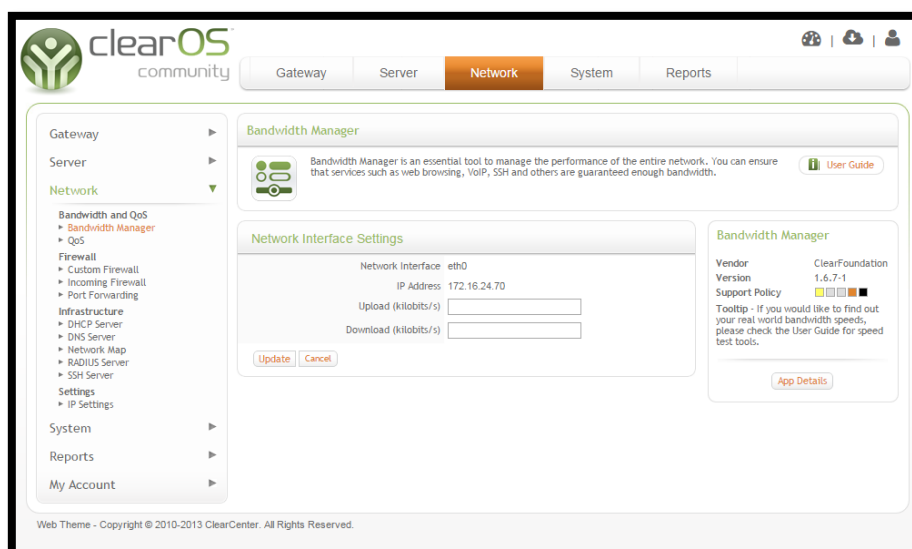 clearOS
community
Gateway
Server
Network
System
Reports
Gateway
Server
Network
Bandwidth and QoS
Bandwidth Manager
QoS
Firewall
Custom Firewall
Incoming Firewall
Port Forwarding
Infrastructure
DHCP Server
DNS Server
Network Map
RADIUS Server
SSH Server
Settings
IP Settings
System
Reports
My Account
Bandwidth Manager
Bandwidth Manager is an essential tool to manage the performance of the entire network. You can ensure
that services such as web browsing, VoIP, SSH and others are guaranteed enough bandwidth.
User Guide
Network Interface Settings
Network Interface eth0
IP Address 172.16.24.70
Upload (kilobits/s)
Download (kilobits/s)
Update Cancel
Bandwidth Manager
Vendor ClearFoundation
Version 1.6.7-1
Support Policy
Tooltip - If you would like to find out
your real world bandwidth speeds,
please check the User Guide for speed
test tools.
App Details
Web Theme - Copyright © 2010-2013 ClearCenter. All Rights Reserved.